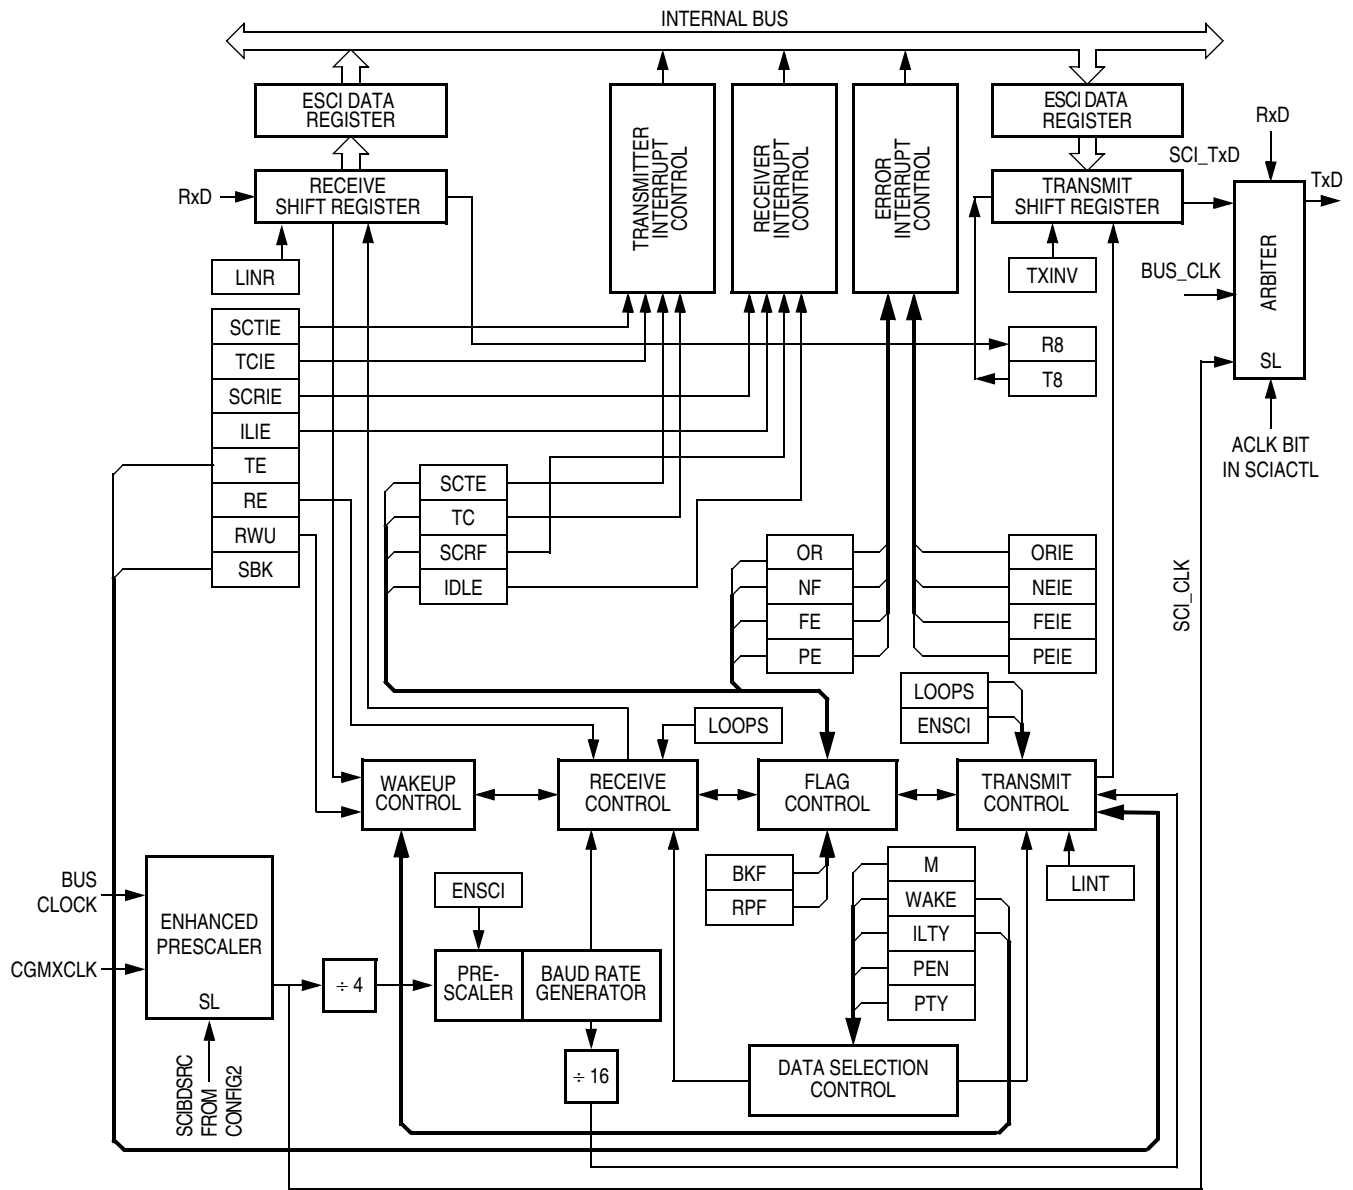 INTERNAL BUS
ESCI DATA
REGISTER
RECEIVE
SHIFT REGISTER
RxD
LINR
TRANSMITTER
INTERRUPT
CONTROL
RECEIVER
INTERRUPT
CONTROL
ERROR
INTERRUPT
CONTROL
ESCI DATA
REGISTER
TRANSMIT
SHIFT REGISTER
TXINV
SCI_TxD
RxD
TxD
BUS_CLK
ARBITER
SL
ACLK BIT
IN SCIACTL
R8
T8
SCTIE
TCIE
SCRIE
ILIE
TE
RE
RWU
SBK
SCTE
TC
SCRF
IDLE
OR
NF
FE
PE
ORIE
NEIE
FEIE
PEIE
SCI_CLK
LOOPS
LOOPS
ENSCI
WAKEUP
CONTROL
RECEIVE
CONTROL
FLAG
CONTROL
TRANSMIT
CONTROL
BKF
RPF
M
WAKE
ILTY
PEN
PTY
LINT
BUS
CLOCK
CGMXCLK
ENHANCED
PRESCALER
SL
SCIBDSRC
FROM
CONFIG2
÷ 4
ENSCI
PRE-
SCALER
BAUD RATE
GENERATOR
÷ 16
DATA SELECTION
CONTROL